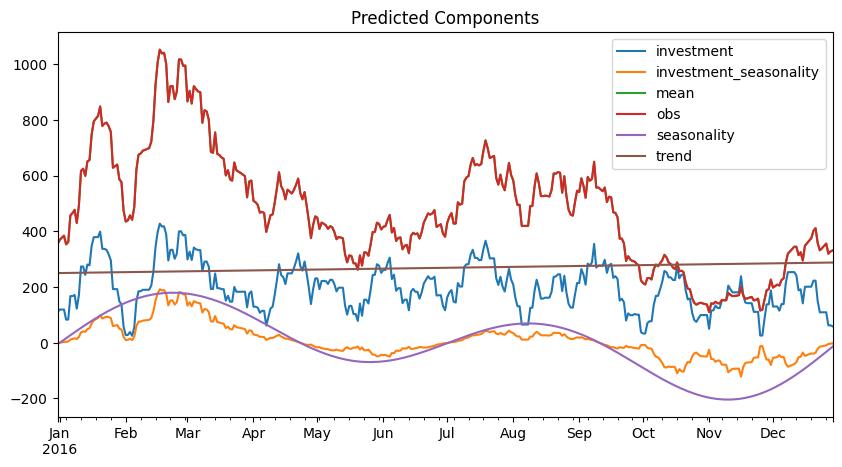 Predicted Components
investment
investment_seasonality
mean
obs
seasonality
trend
1000
800
600
400
200
0
−200
Jan Feb Mar Apr May Jun Jul Aug Sep Oct Nov Dec
2016